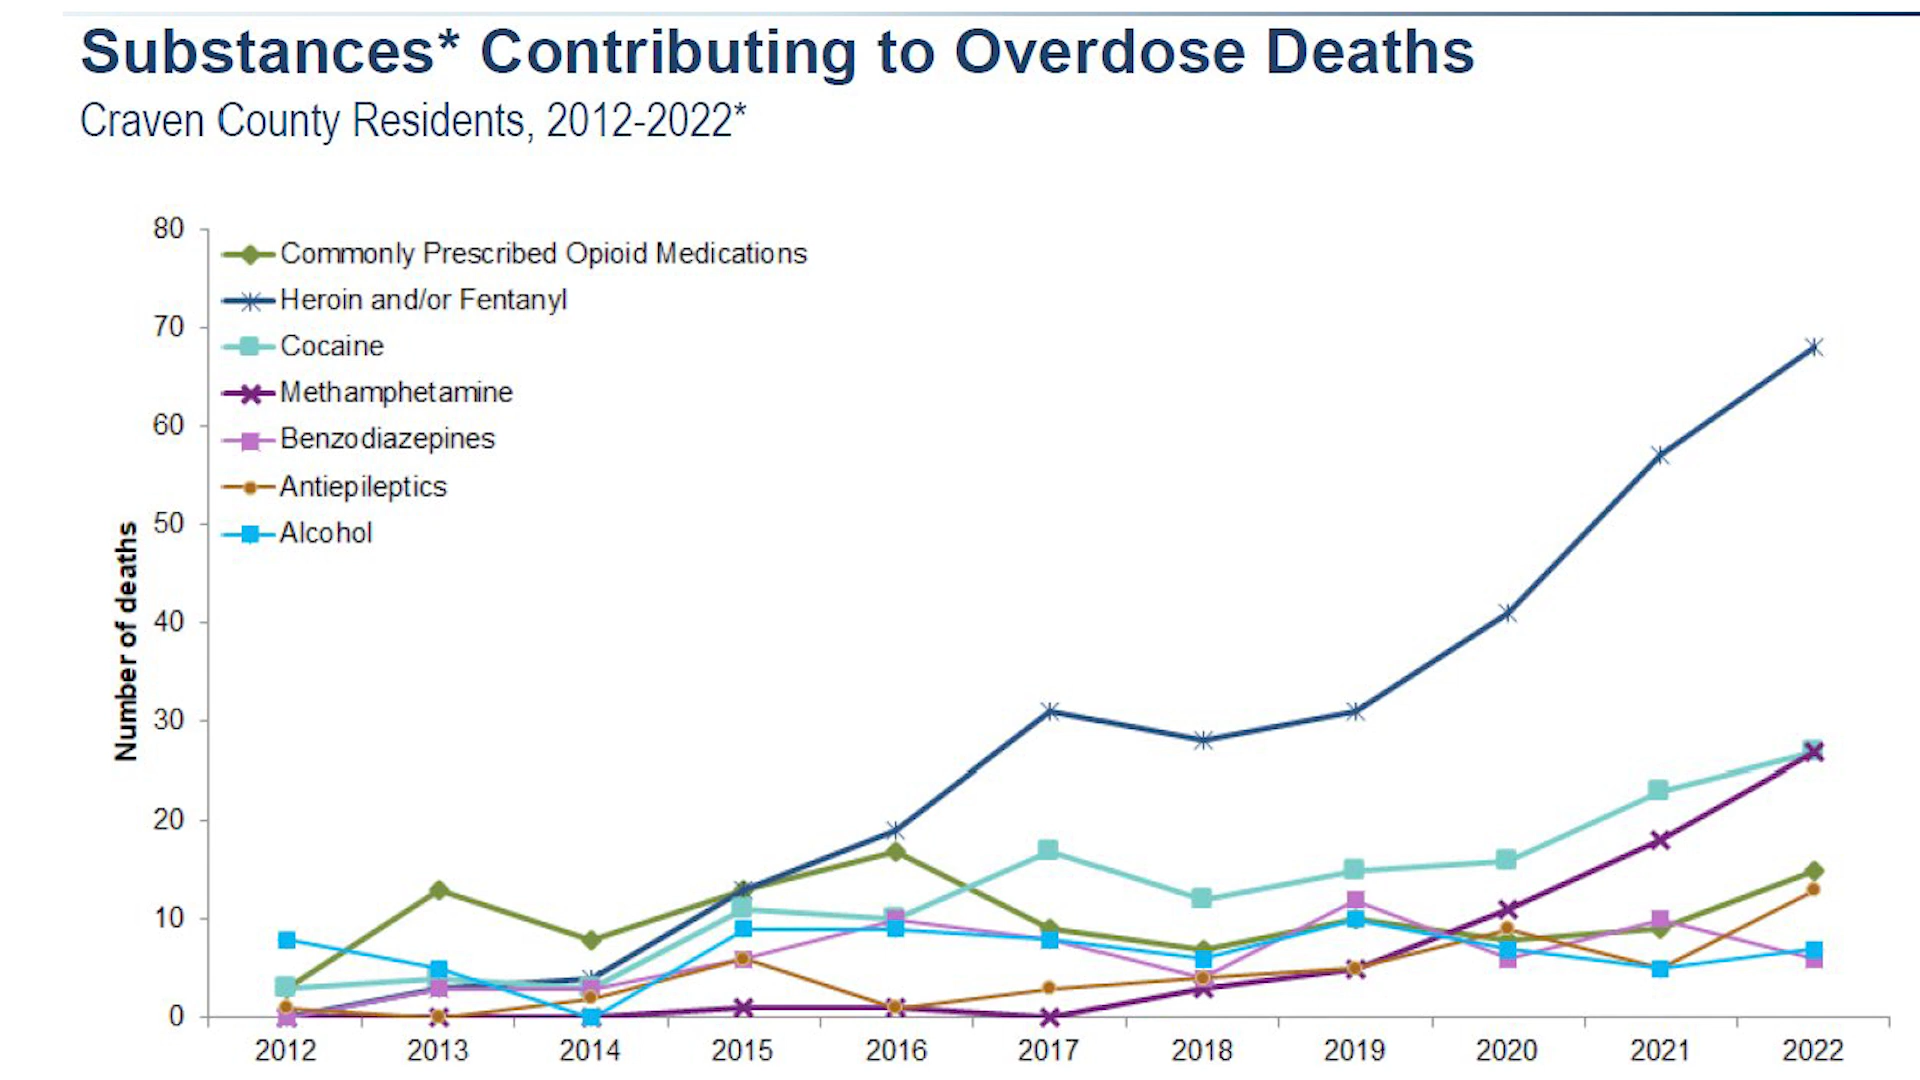 Substances* Contributing to Overdose Deaths
Craven County Residents, 2012-2022*
80
70
60
50
40
30
20
10
0
Number of deaths
Commonly Prescribed Opioid Medications
Heroin and/or Fentanyl
Cocaine
Methamphetamine
Benzodiazepines
Antiepileptics
Alcohol
2012 2013 2014 2015 2016 2017 2018 2019 2020 2021 2022